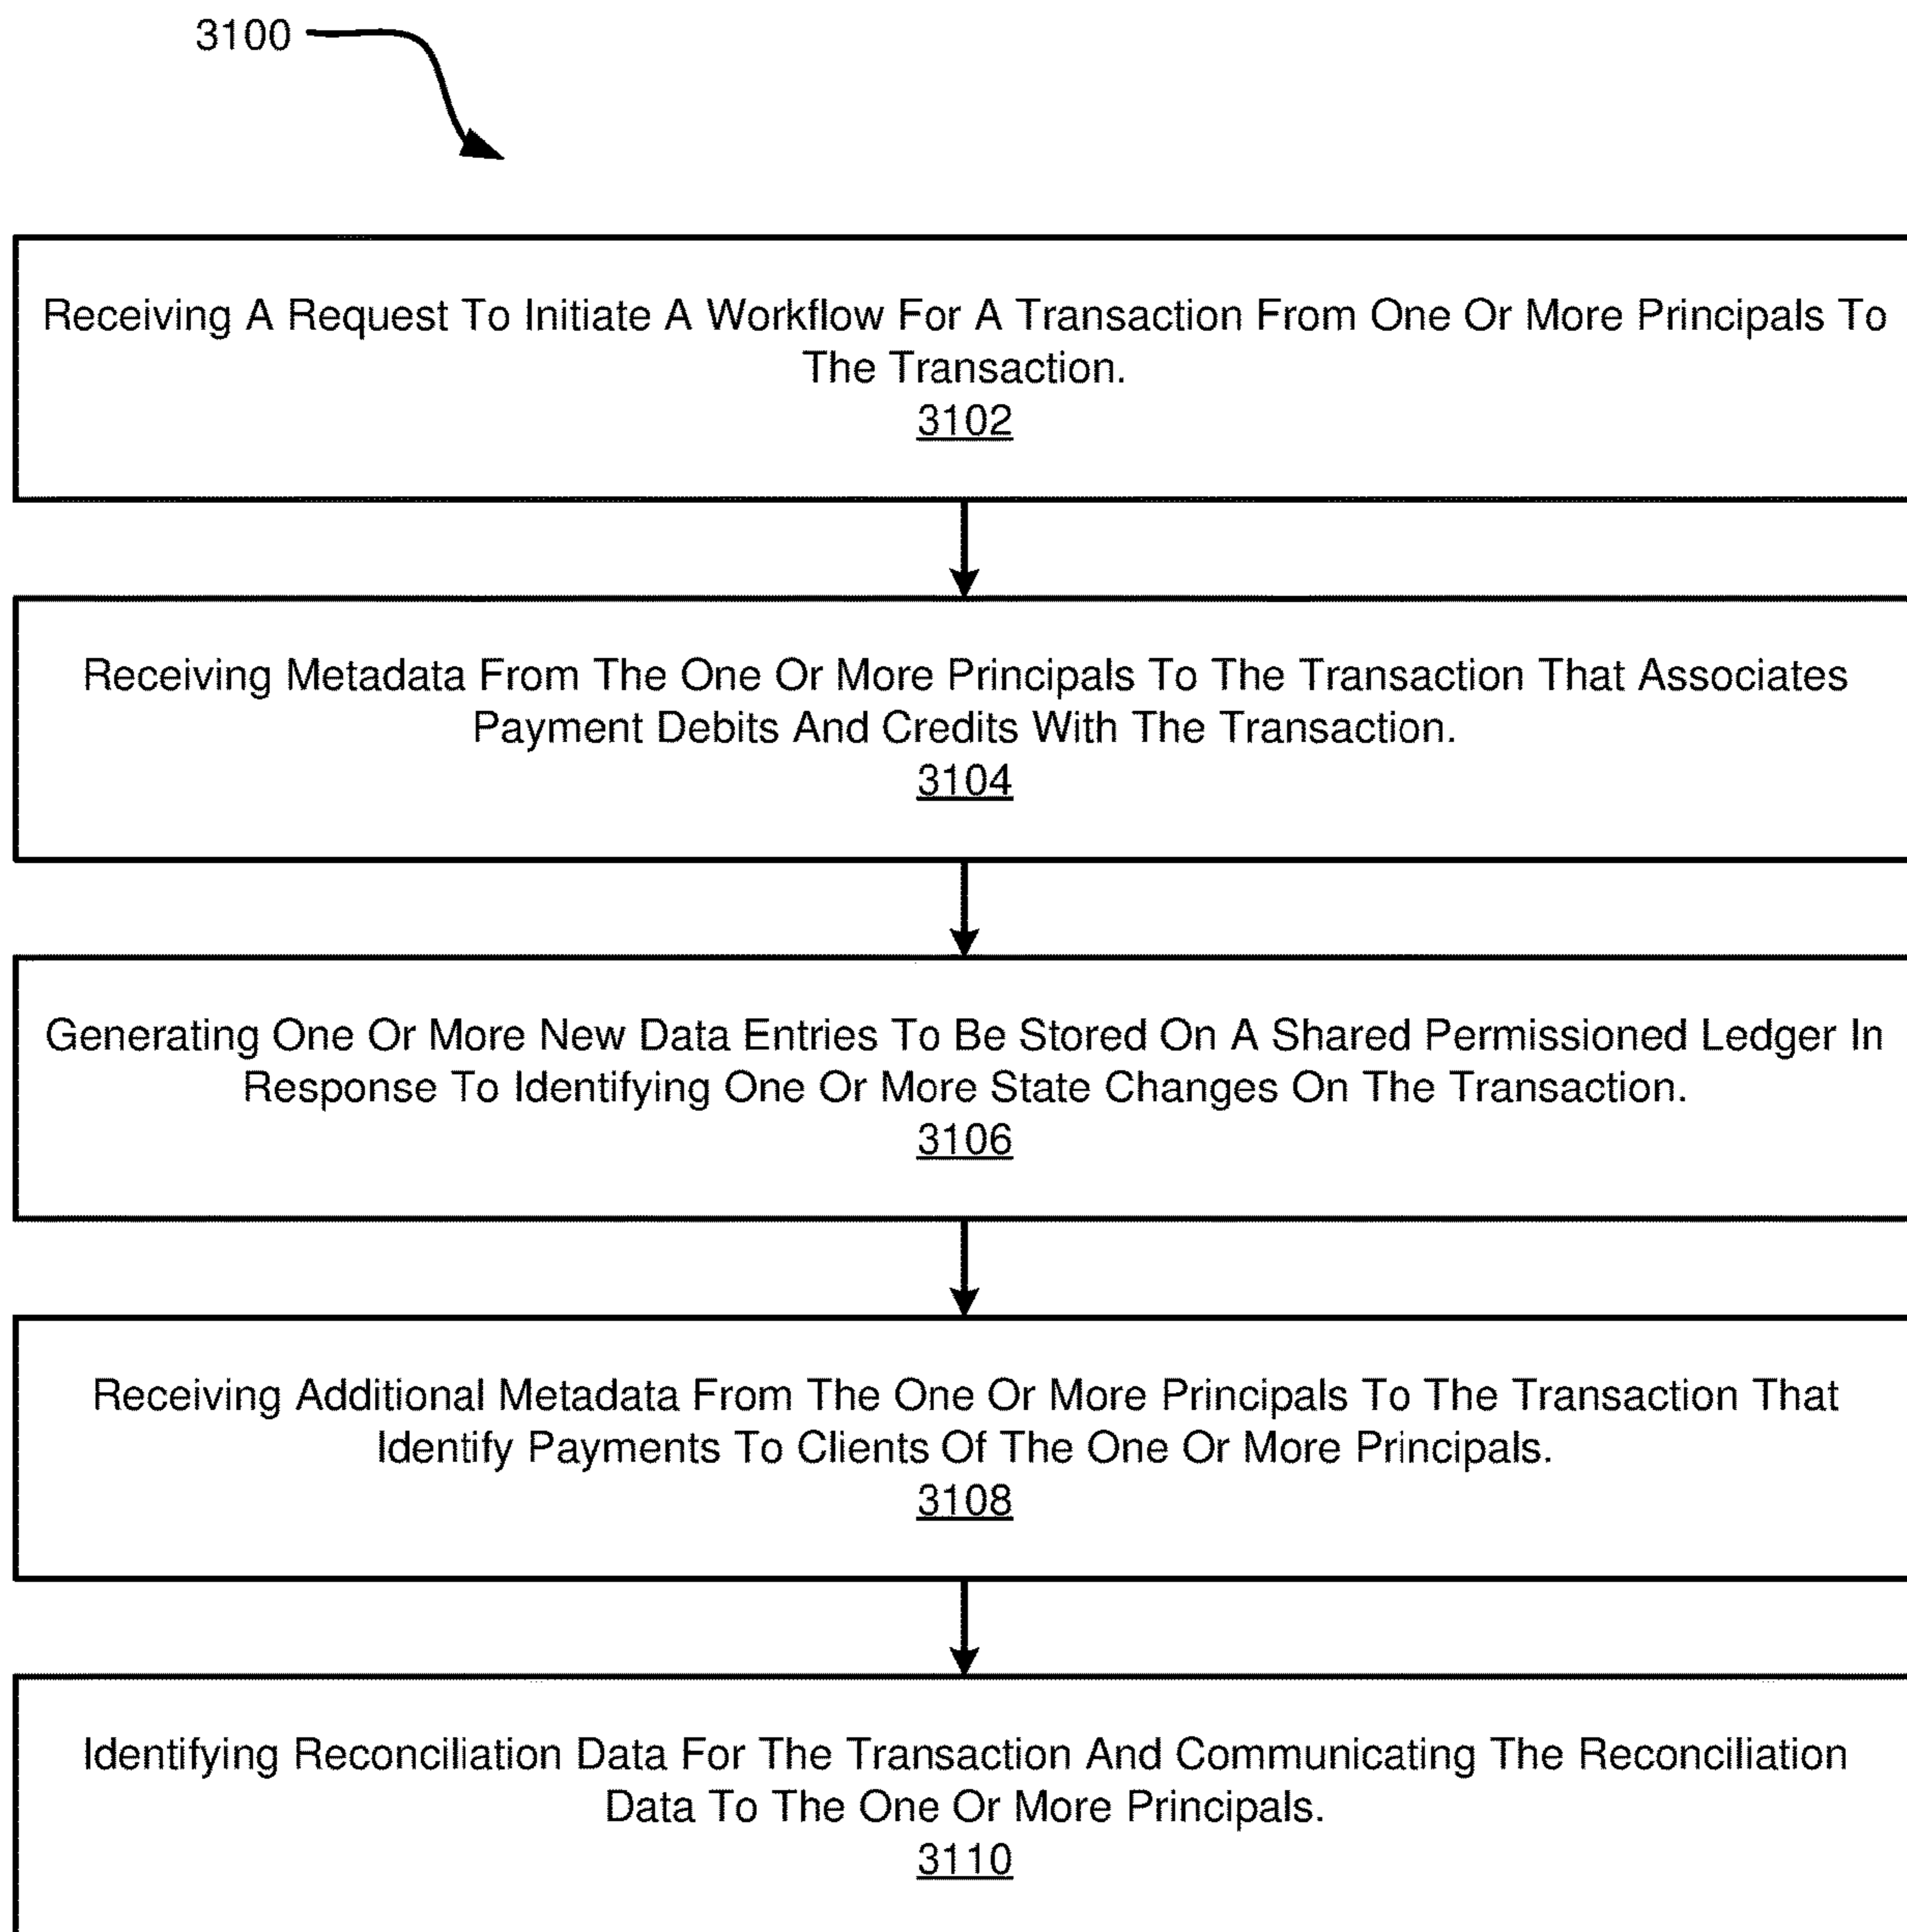 3100
Receiving A Request To Initiate A Workflow For A Transaction From One Or More Principals To
The Transaction.
3102
Receiving Metadata From The One Or More Principals To The Transaction That Associates
Payment Debits And Credits With The Transaction.
3104
Generating One Or More New Data Entries To Be Stored On A Shared Permissioned Ledger In
Response To Identifying One Or More State Changes On The Transaction.
3106
Receiving Additional Metadata From The One Or More Principals To The Transaction That
Identify Payments To Clients Of The One Or More Principals.
3108
Identifying Reconciliation Data For The Transaction And Communicating The Reconciliation
Data To The One Or More Principals.
3110